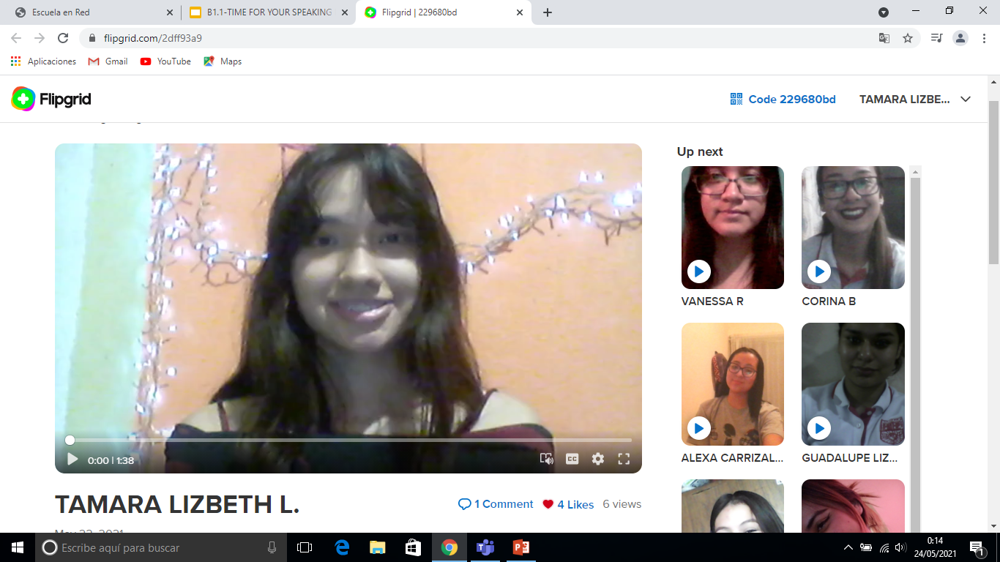 Escuela en Red
B1.1-TIME FOR YOUR SPEAKING
Flipgrid | 229680bd
flipgrid.com/2dff93a9
Aplicaciones
Gmail
YouTube
Maps
Flipgrid
Code 229680bd
TAMARA LIZBE...
Up next
VANESSA R
CORINA B
ALEXA CARRIZAL...
GUADALUPE LIZ...
0:00 | 1:38
CC
TAMARA LIZBETH L.
1 Comment
4 Likes
6 views
Escribe aquí para buscar
0:14
24/05/2021
1